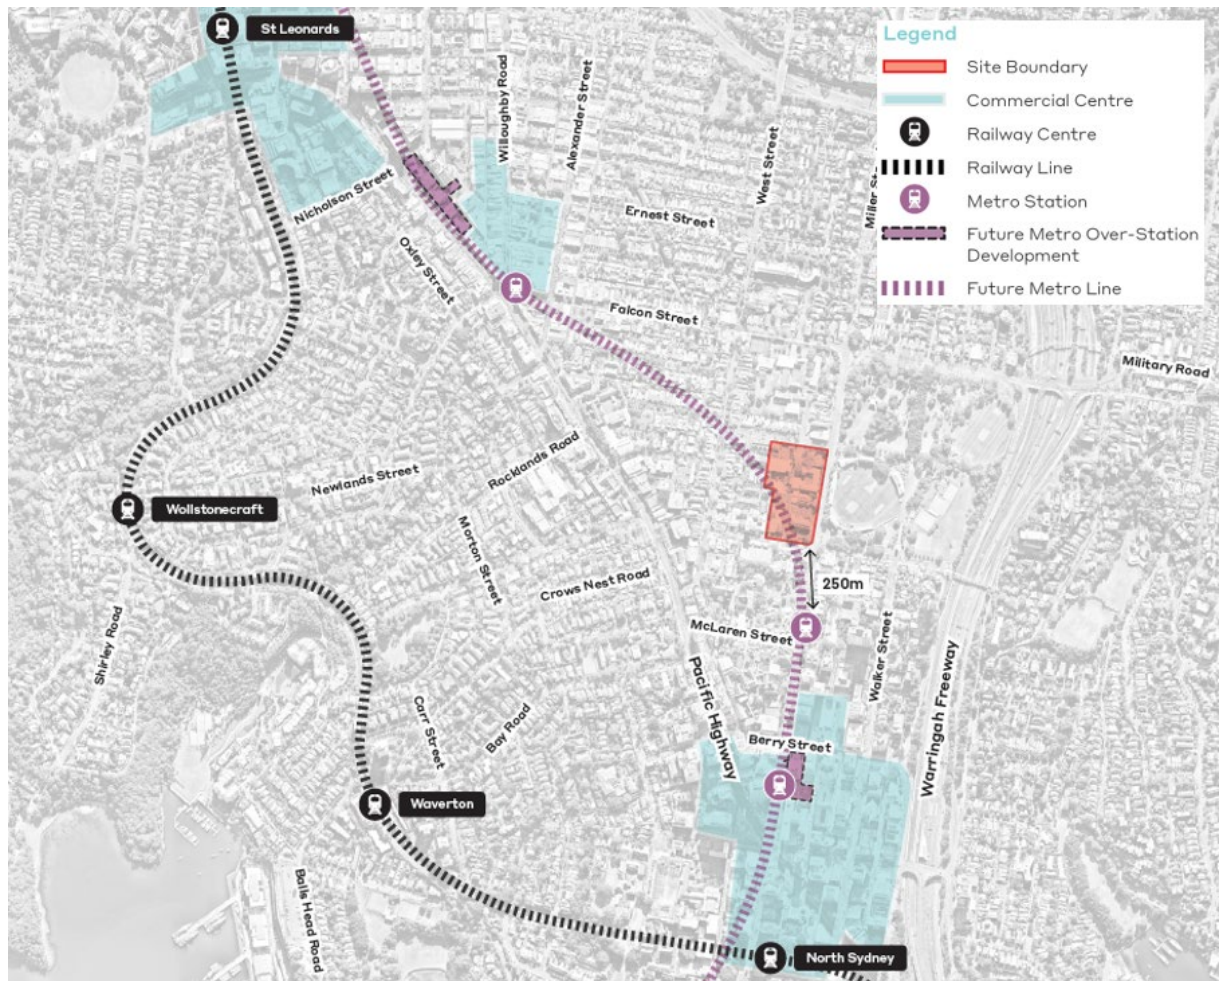 St Leonards
Legend
Site Boundary
Commercial Centre
Railway Centre
Railway Line
Metro Station
Future Metro Over-Station
Development
Future Metro Line
Willoughby Road
Alexander Street
West Street
Miller
Nicholson Street
Ernest Street
Oxley Street
Falcon Street
Military Road
Rocklands Road
Newlands Street
Wollstonecraft
Morton Street
Crows Nest Road
250m
McLaren Street
Shirley Road
Walker Street
Pacific Highway
Warringah Freeway
Carr Street
Bay Road
Berry Street
Waverton
Balls Head Road
North Sydney